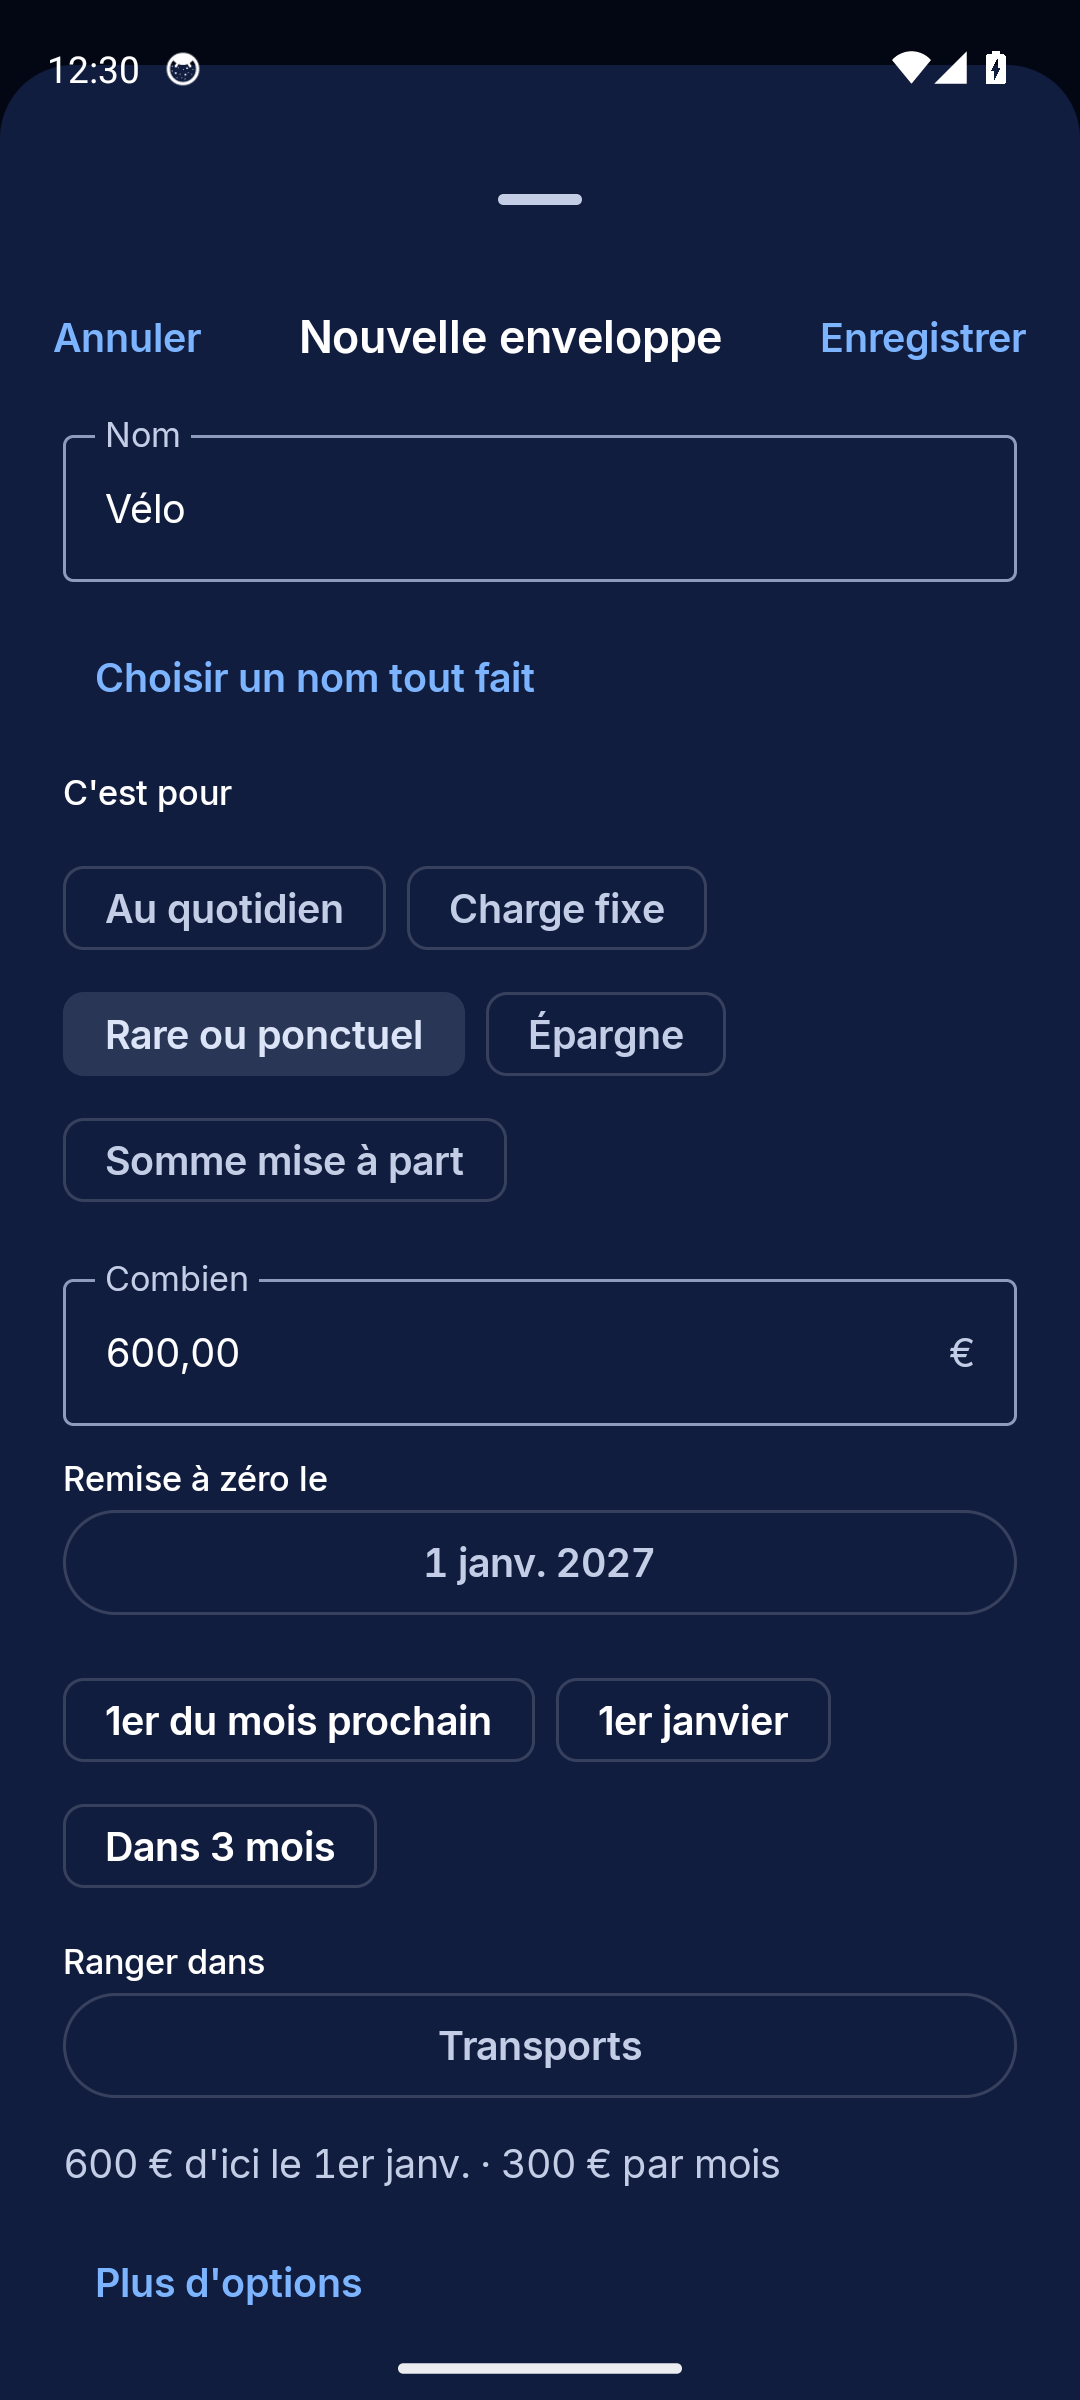 12:30
Annuler
Nouvelle enveloppe
Enregistrer
Nom
Vélo
Choisir un nom tout fait
C'est pour
Au quotidien
Charge fixe
Rare ou ponctuel
Épargne
Somme mise à part
Combien
600,00 €
Remise à zéro le
1 janv. 2027
1er du mois prochain
1er janvier
Dans 3 mois
Ranger dans
Transports
600 € d'ici le 1er janv. · 300 € par mois
Plus d'options